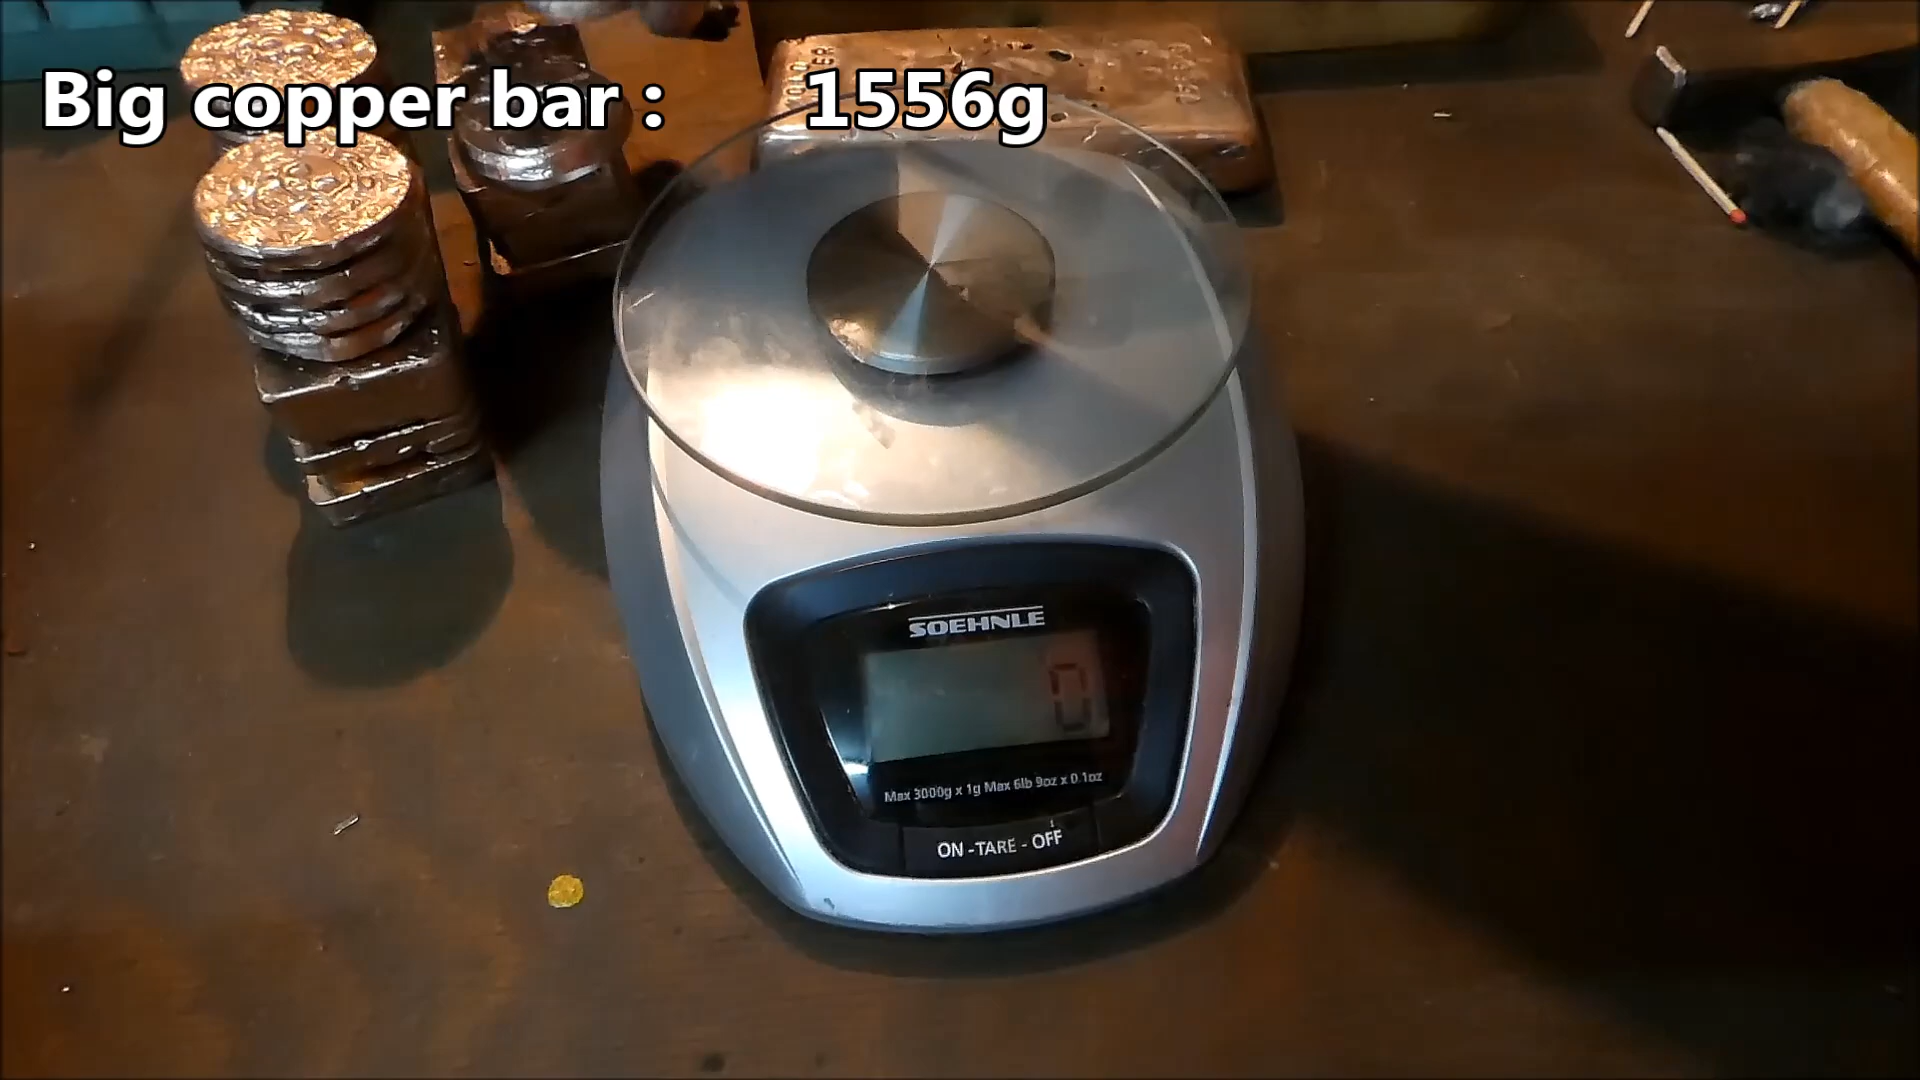 Big copper bar : 1556g
SOEHNLE
0
Max 3000g x 1g Max 6lb 9oz x 0.1oz
ON - TARE - OFF